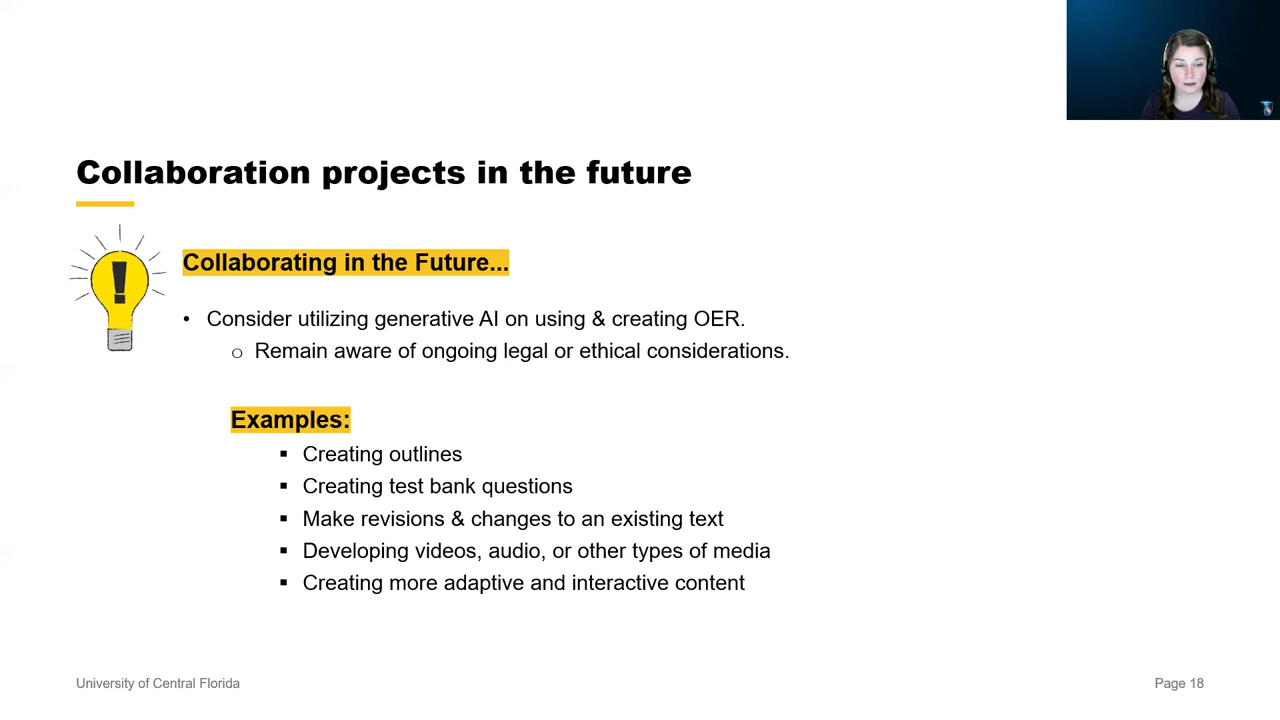 Collaboration projects in the future
Collaborating in the Future...
• Consider utilizing generative AI on using & creating OER.
o Remain aware of ongoing legal or ethical considerations.
Examples:
▪ Creating outlines
▪ Creating test bank questions
▪ Make revisions & changes to an existing text
▪ Developing videos, audio, or other types of media
▪ Creating more adaptive and interactive content
University of Central Florida
Page 18